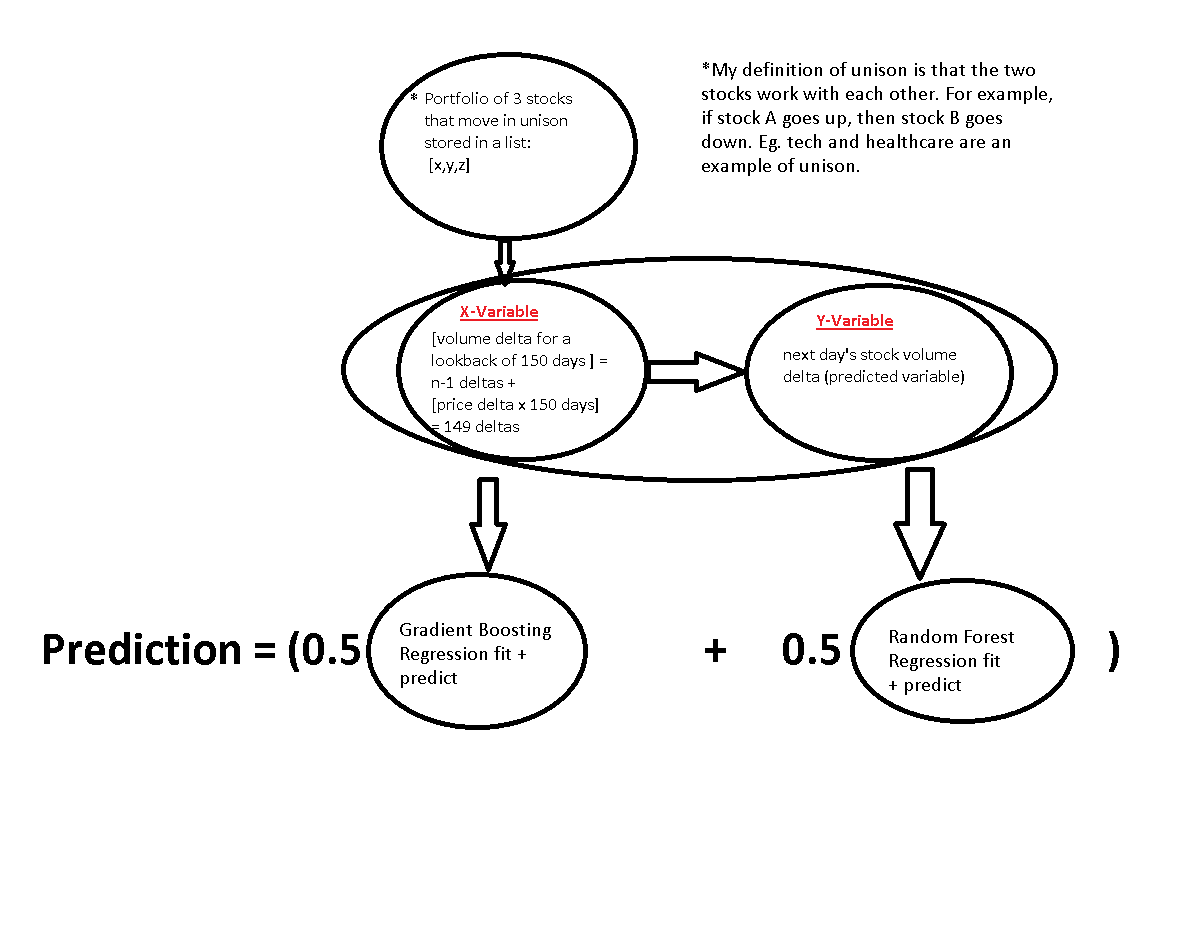 *My definition of unison is that the two
stocks work with each other. For example,
if stock A goes up, then stock B goes
down. Eg. tech and healthcare are an
example of unison.
* Portfolio of 3 stocks
that move in unison
stored in a list:
[x,y,z]
X-Variable
[volume delta for a
lookback of 150 days ] =
n-1 deltas +
[price delta x 150 days]
= 149 deltas
Y-Variable
next day's stock volume
delta (predicted variable)
Prediction = (0.5
Gradient Boosting
Regression fit +
predict
+ 0.5
Random Forest
Regression fit
+ predict
)